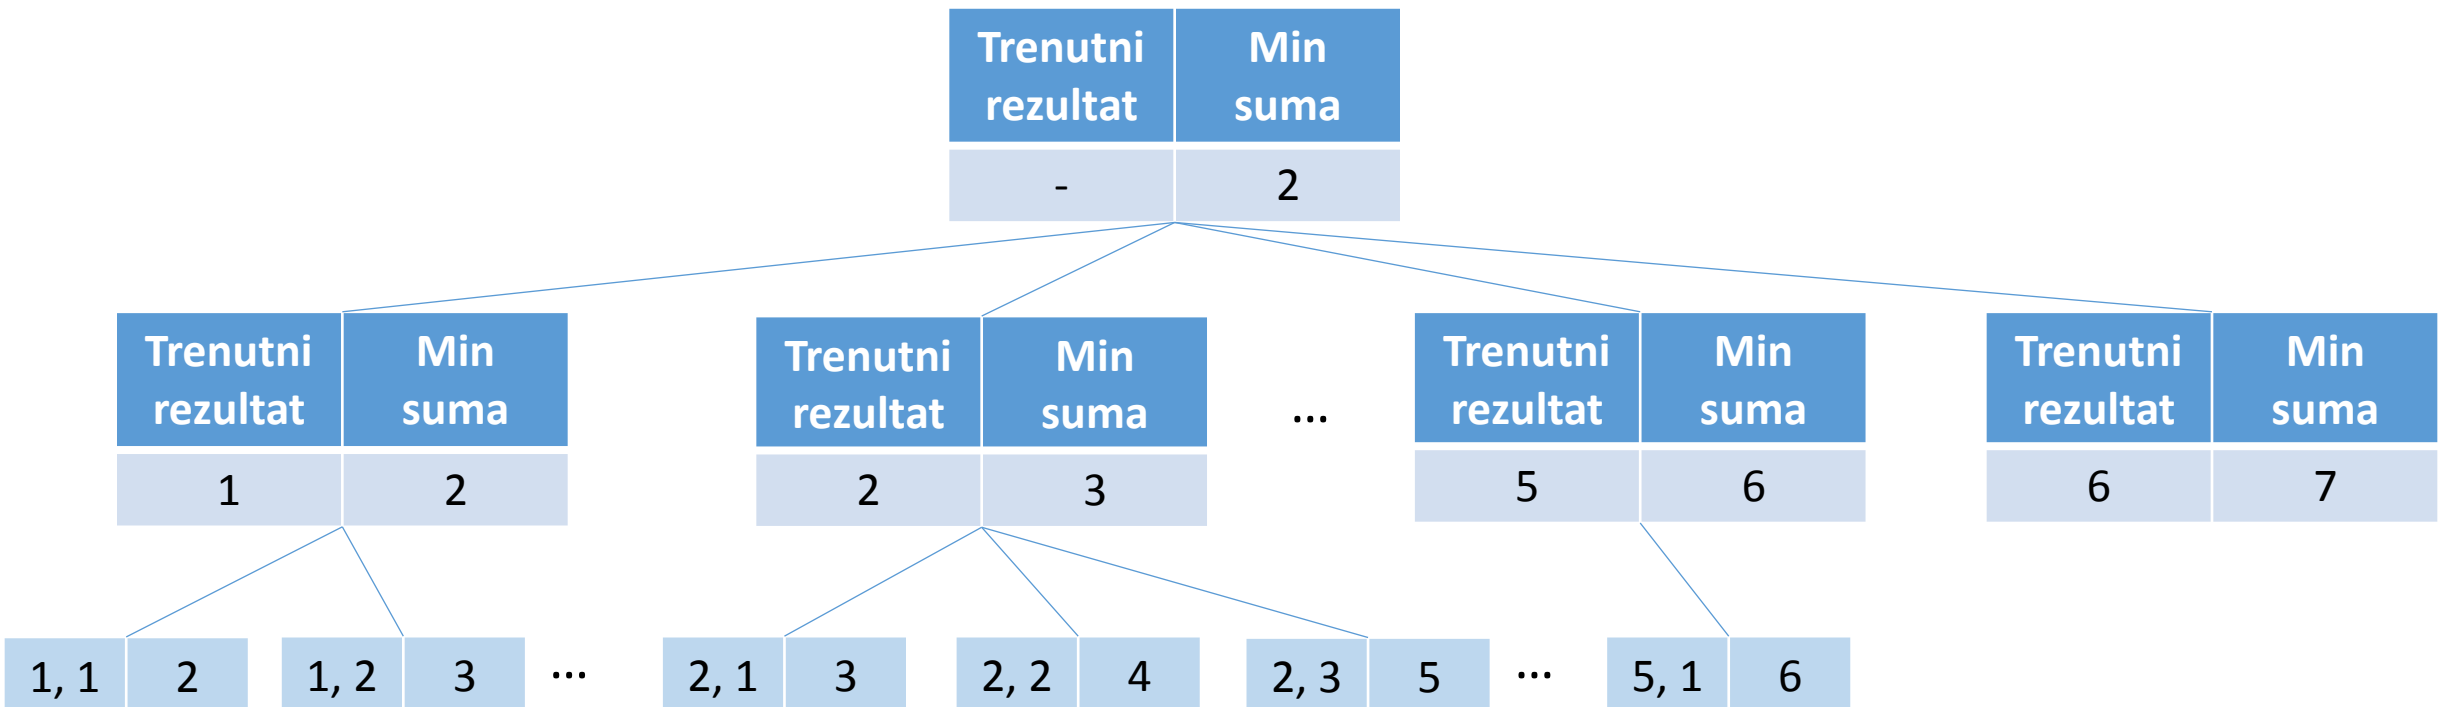 Trenutni rezultat Min suma
- 2
Trenutni rezultat Min suma
1 2
Trenutni rezultat Min suma
2 3
...
Trenutni rezultat Min suma
5 6
Trenutni rezultat Min suma
6 7
1, 1 2
1, 2 3
...
2, 1 3
2, 2 4
2, 3 5
...
5, 1 6